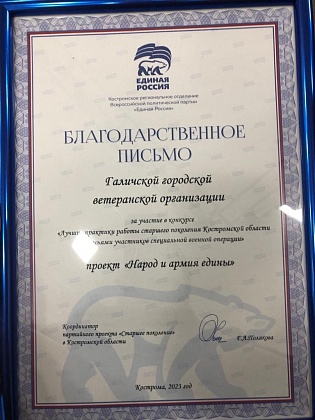 ЕДИНАЯ
РОССИЯ
Костромское региональное отделение
Всероссийской политической партии
«Единая Россия»
БЛАГОДАРСТВЕННОЕ
ПИСЬМО
Галичской городской
ветеранской организации
за участие в конкурсе
«Лучшие практики работы старшего поколения Костромской области
участников специальной военной операции»
проект «Народ и армия едины»
Координатор
партийного проекта «Старшее поколение»
в Костромской области
Г.А.Полякова
Кострома, 2023 год